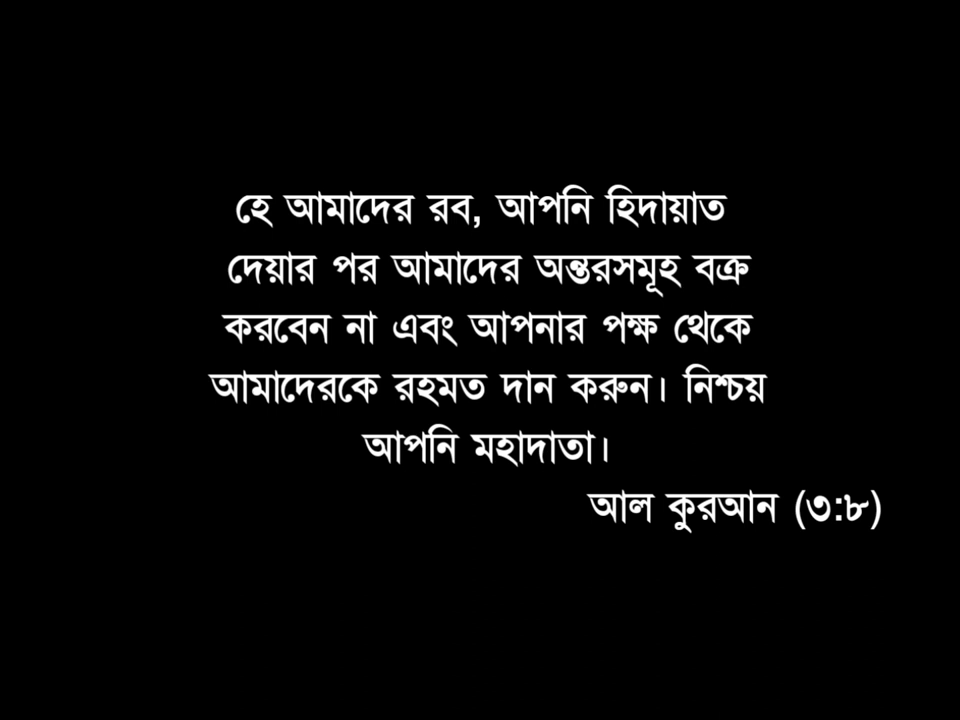 হে আমাদের রব, আপনি হিদায়াত
দেয়ার পর আমাদের অন্তরসমূহ বক্র
করবেন না এবং আপনার পক্ষ থেকে
আমাদেরকে রহমত দান করুন। নিশ্চয়
আপনি মহাদাতা।
আল কুরআন (৩:৮)